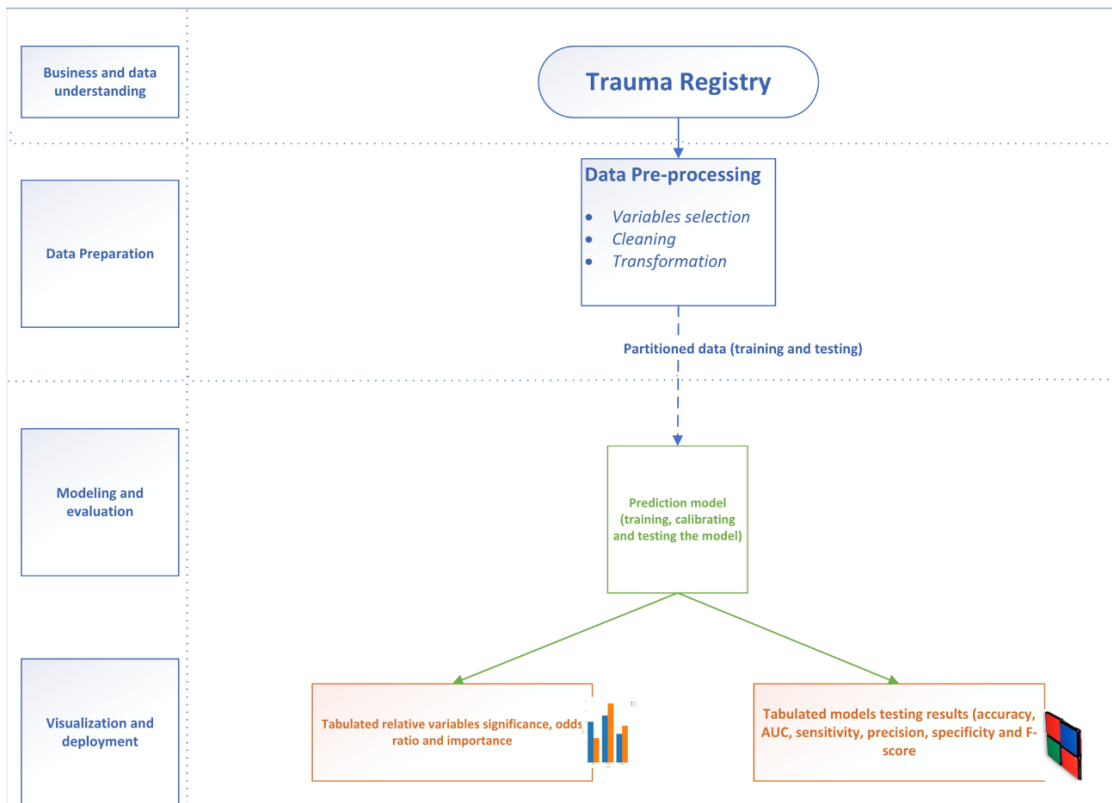 Business and data
understanding
Trauma Registry
Data Preparation
Data Pre-processing
• Variables selection
• Cleaning
• Transformation
Partitioned data (training and testing)
Modeling and
evaluation
Prediction model
(training, calibrating
and testing the model)
Visualization and
deployment
Tabulated relative variables significance, odds
ratio and importance
Tabulated models testing results (accuracy,
AUC, sensitivity, precision, specificity and F-
score